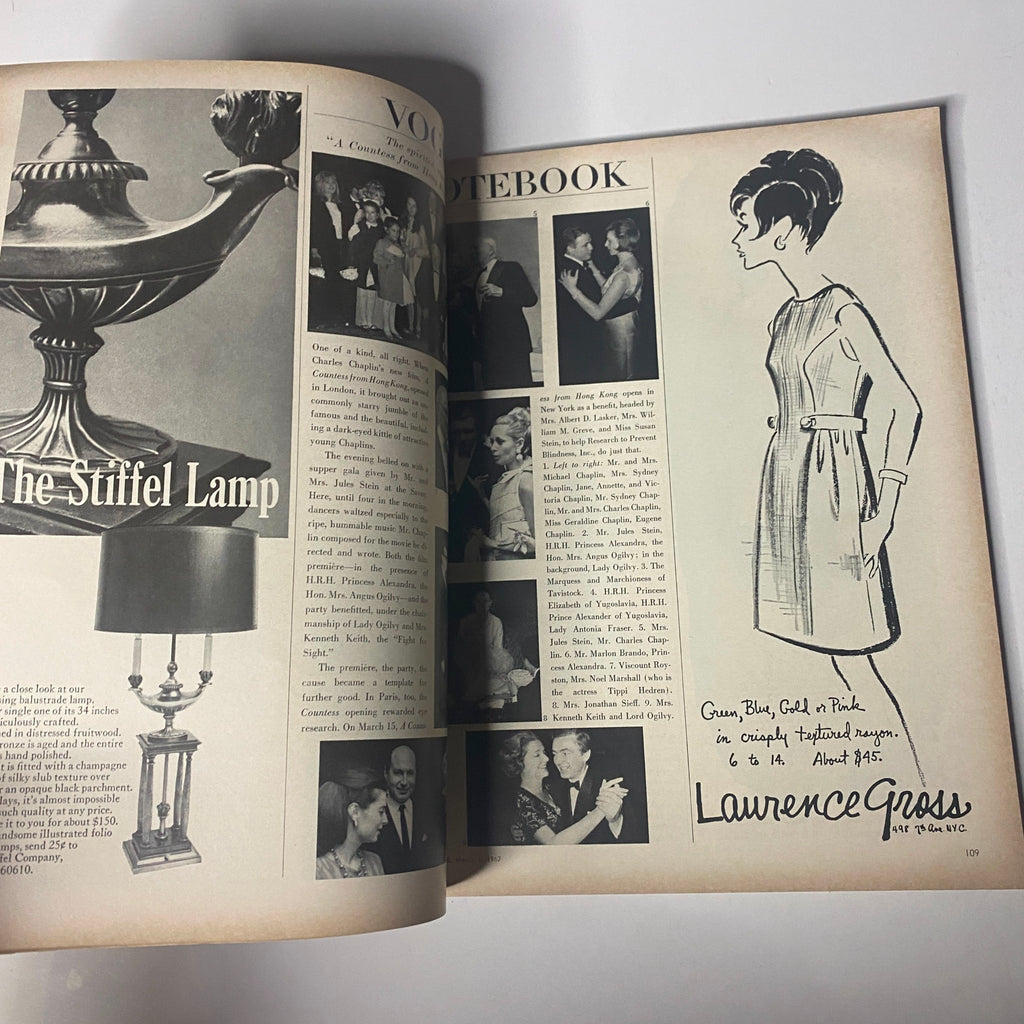 The Stiffel Lamp
a close look at our
ing balustrade lamp.
single one of its 34 inches
iculously crafted.
ed in distressed fruitwood.
ronze is aged and the entire
s hand polished.
t is fitted with a champagne
of silky slub texture over
r an opaque black parchment.
days, it's almost impossible
such quality at any price.
e it to you for about $150.
andsome illustrated folio
mps, send 25¢ to
fel Company,
60610.
VOG
The spirit
"A Countess from Hon
One of a kind, all right. When
Charles Chaplin's new film, A
Countess from Hong Kong, opened
in London, it brought out an un-
commonly starry jumble of the
famous and the beautiful, includ-
ing a dark-eyed kittle of attractive
young Chaplins.
The evening belled on with a
supper gala given by Mr. and
Mrs. Jules Stein at the Savoy.
Here, until four in the morning,
dancers waltzed especially to the
ripe, hummable music Mr. Chap-
lin composed for the movie he di-
rected and wrote. Both the film
première—in the presence of
H.R.H. Princess Alexandra, the
Hon. Mrs. Angus Ogilvy—and the
party benefitted, under the chair-
manship of Lady Ogilvy and Mrs.
Kenneth Keith, the "Fight for
Sight."
The première, the party, the
cause became a template for
further good. In Paris, too, the
Countess opening rewarded eye
research. On March 15, A Count-
OTEBOOK
5
6
ess from Hong Kong opens in
New York as a benefit, headed by
Mrs. Albert D. Lasker, Mrs. Wil-
liam M. Greve, and Miss Susan
Stein, to help Research to Prevent
Blindness, Inc., do just that.
1. Left to right: Mr. and Mrs.
Michael Chaplin, Mrs. Sydney
Chaplin, Jane, Annette, and Vic-
toria Chaplin, Mr. Sydney Chap-
lin, Mr. and Mrs. Charles Chaplin,
Miss Geraldine Chaplin, Eugene
Chaplin. 2. Mr. Jules Stein,
H.R.H. Princess Alexandra, the
Hon. Mrs. Angus Ogilvy; in the
background, Lady Ogilvy. 3. The
Marquess and Marchioness of
Tavistock. 4. H.R.H. Princess
Elizabeth of Yugoslavia, H.R.H.
Prince Alexander of Yugoslavia,
Lady Antonia Fraser. 5. Mrs.
Jules Stein, Mr. Charles Chap-
lin. 6. Mr. Marlon Brando, Prin-
cess Alexandra. 7. Viscount Roy-
ston, Mrs. Noel Marshall (who is
the actress Tippi Hedren).
8. Mrs. Jonathan Sieff. 9. Mrs.
8 Kenneth Keith and Lord Ogilvy.
1967
Green, Blue, Gold or Pink
in crisply textured rayon.
6 to 14. About $45.
Laurence Gross
498 7th Ave. NYC
109